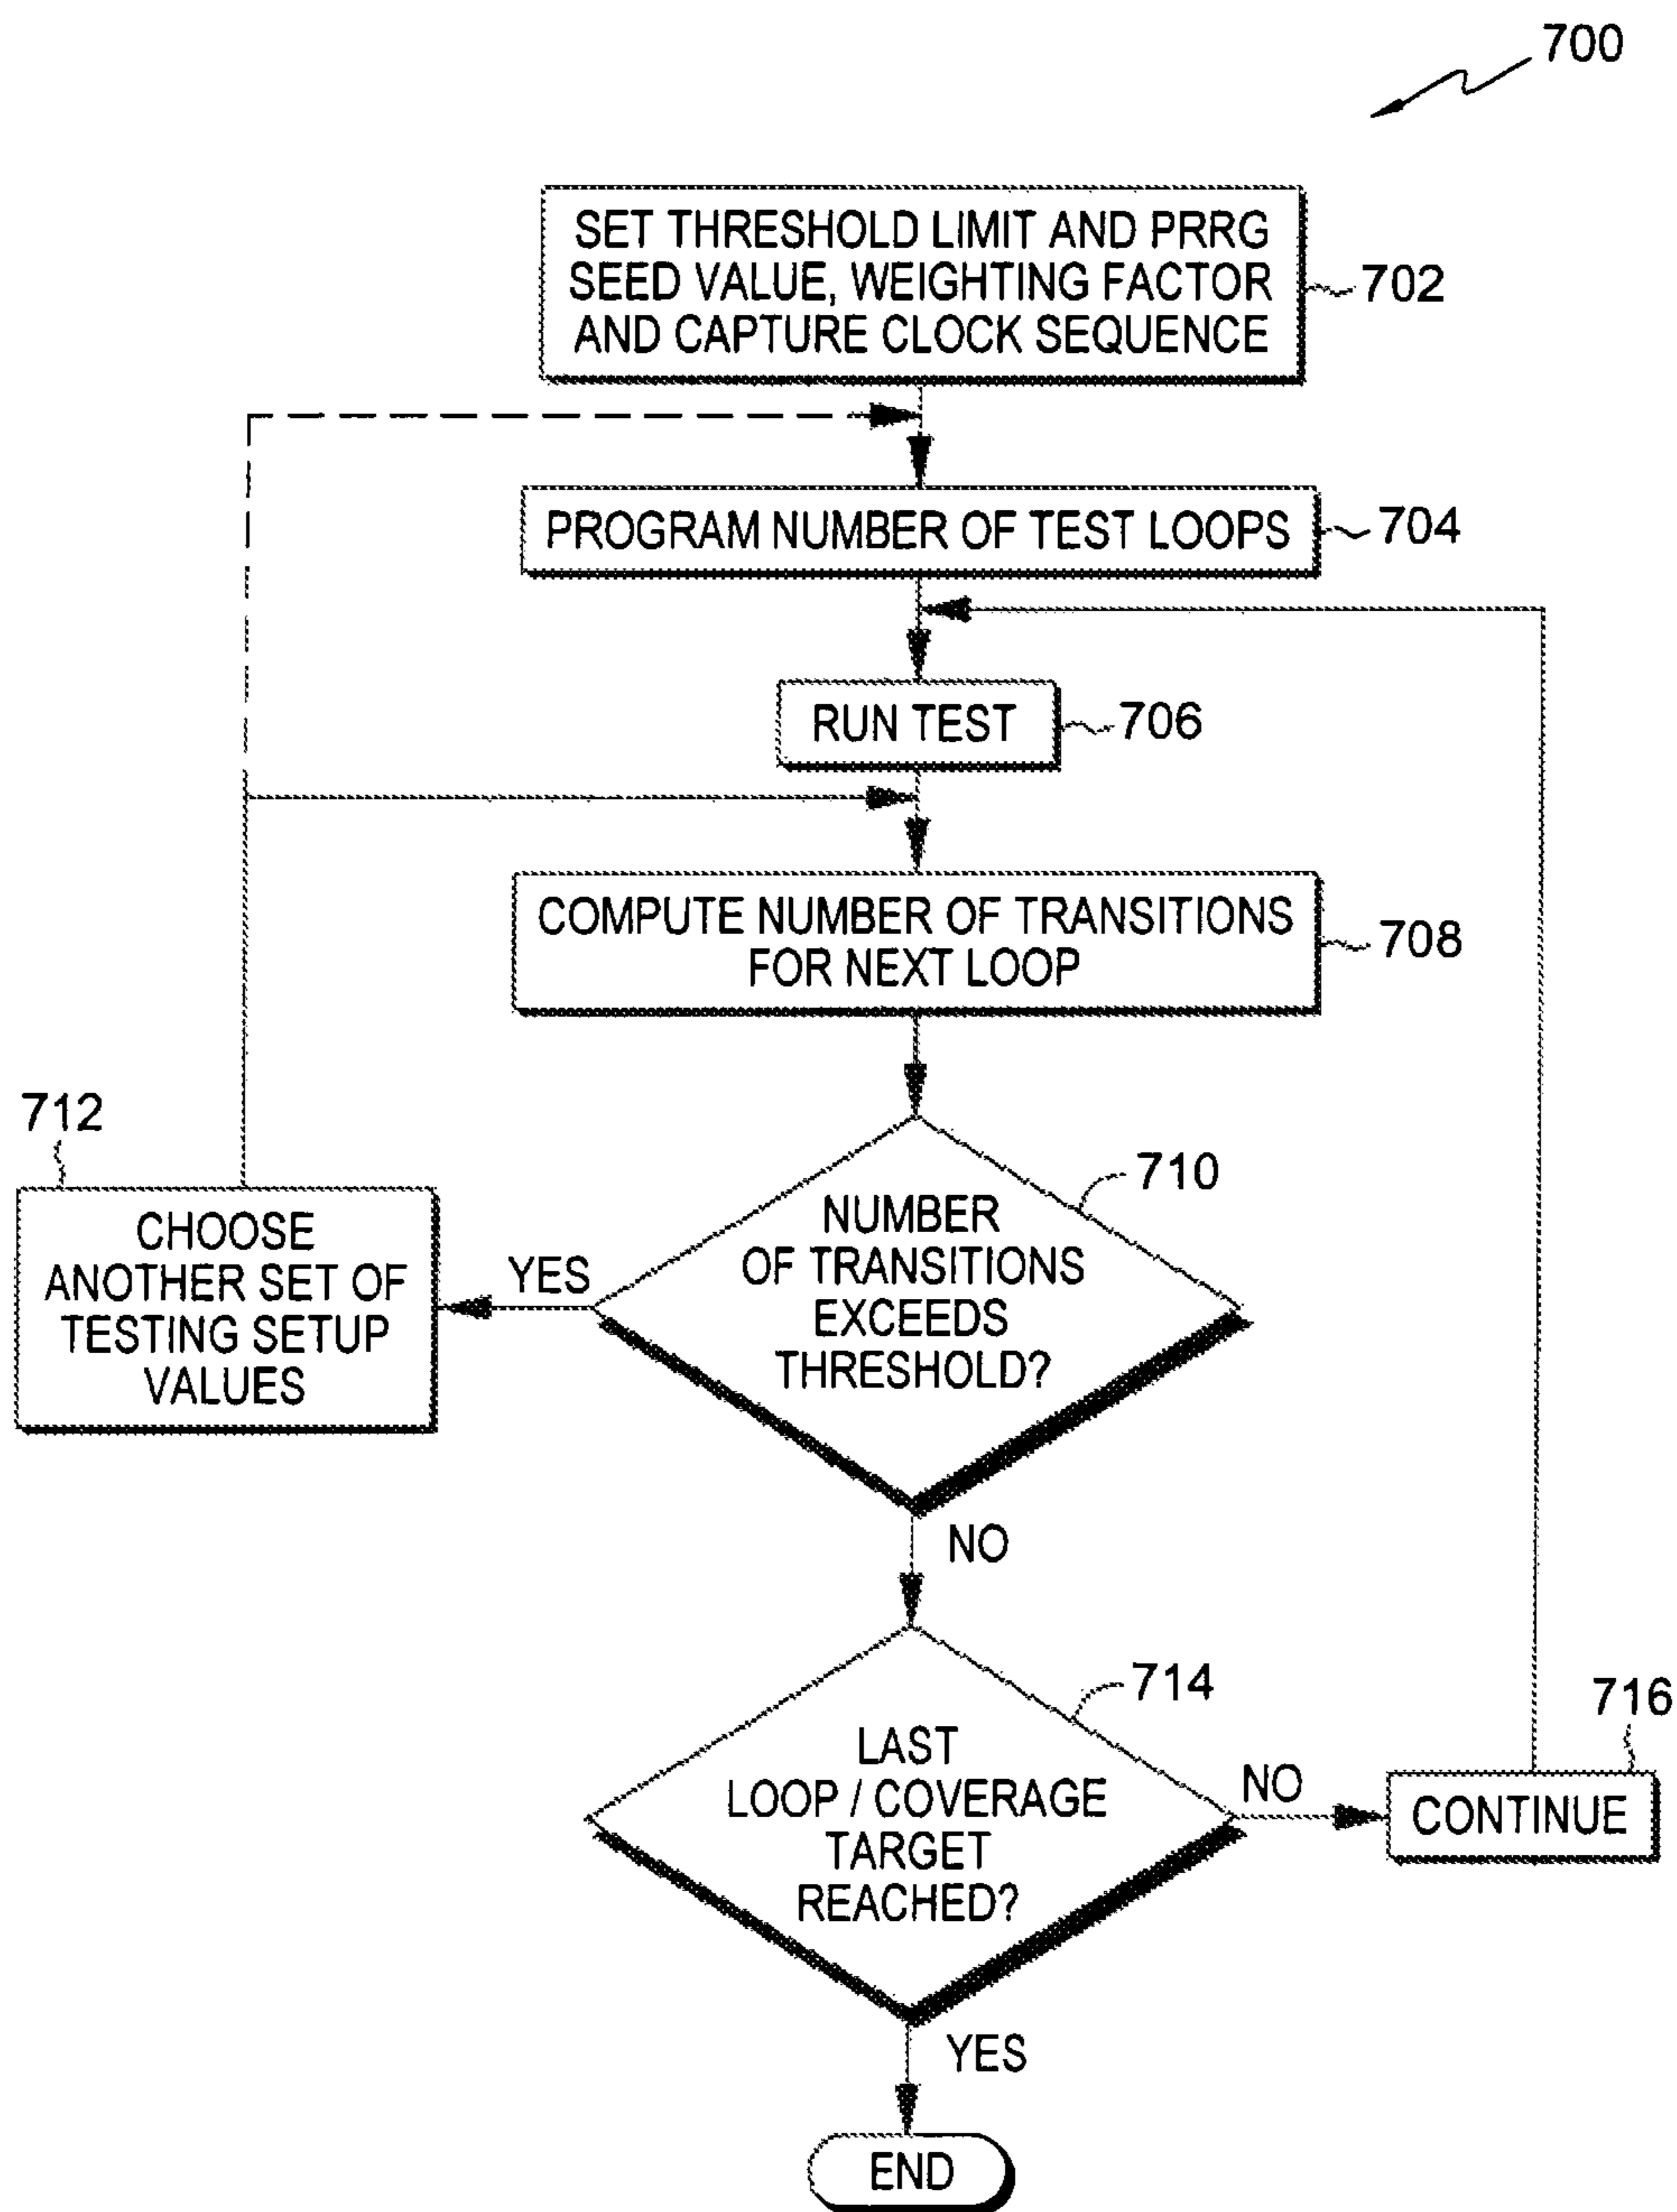 700
SET THRESHOLD LIMIT AND PRRG
SEED VALUE, WEIGHTING FACTOR
AND CAPTURE CLOCK SEQUENCE
702
PROGRAM NUMBER OF TEST LOOPS
704
RUN TEST
706
COMPUTE NUMBER OF TRANSITIONS
FOR NEXT LOOP
708
712
CHOOSE
ANOTHER SET OF
TESTING SETUP
VALUES
YES
710
NUMBER
OF TRANSITIONS
EXCEEDS
THRESHOLD?
NO
714
LAST
LOOP / COVERAGE
TARGET
REACHED?
NO
716
CONTINUE
YES
END